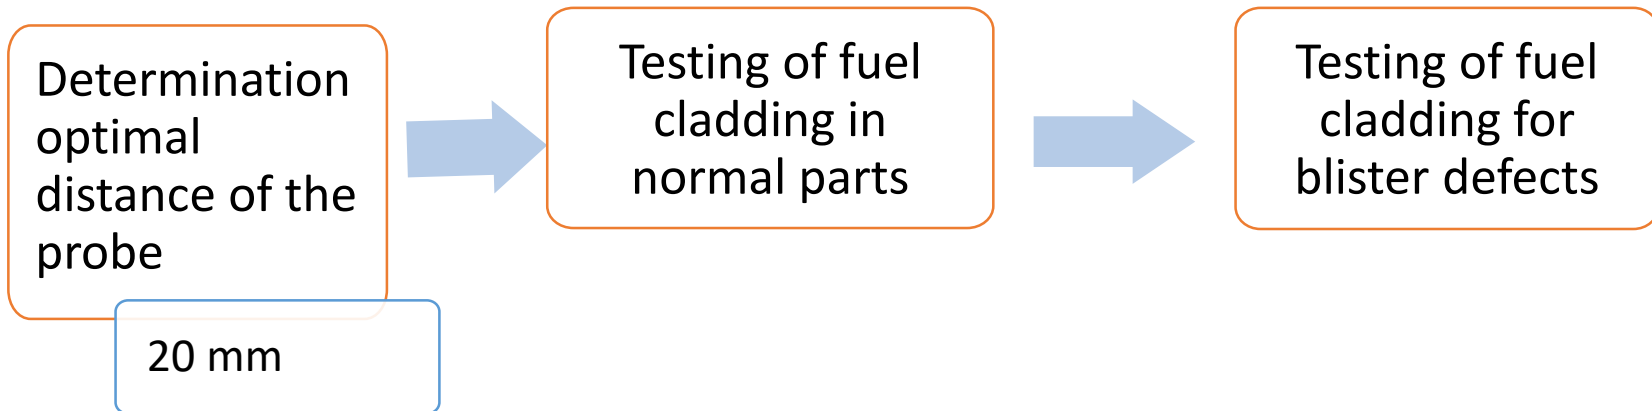 Determination
optimal
distance of the
probe
20 mm
Testing of fuel
cladding in
normal parts
Testing of fuel
cladding for
blister defects